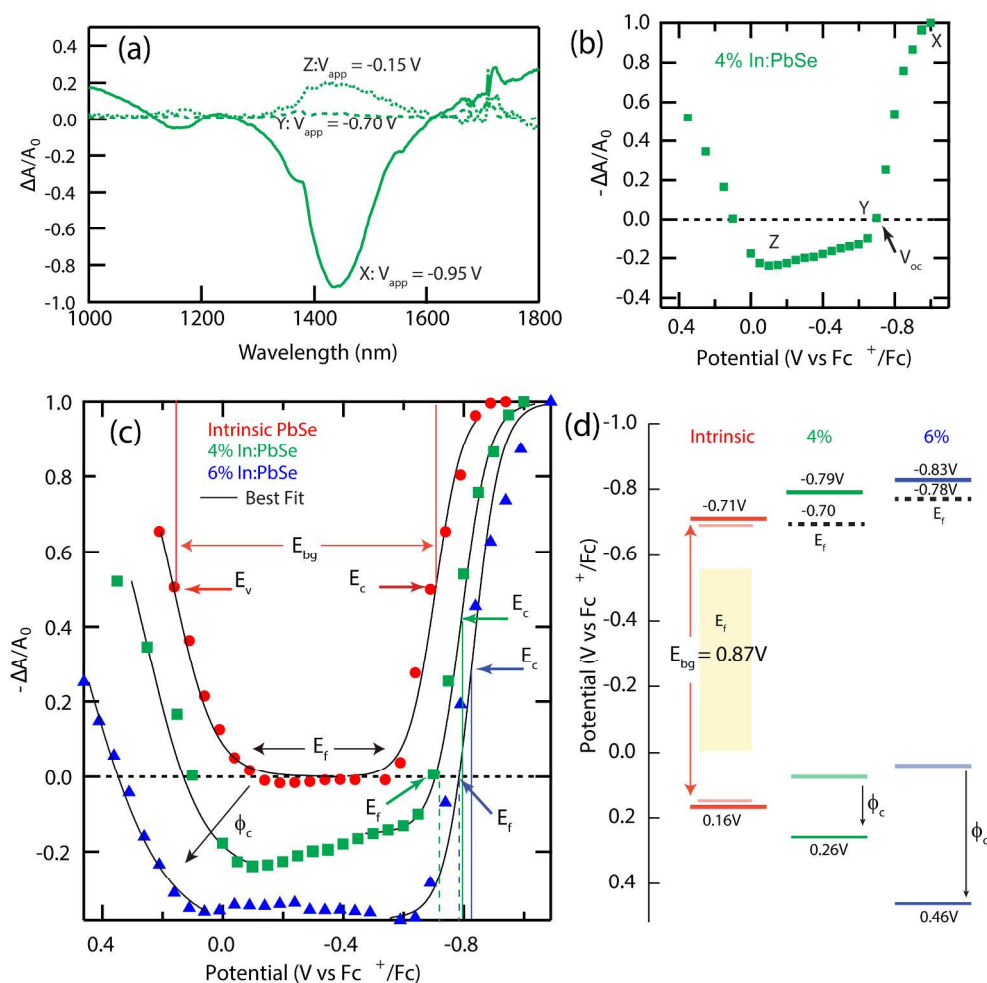 (a)
0.4
0.2
0.0
-0.2
-0.4
-0.6
-0.8
-1.0
ΔA/A0
Z:Vapp = -0.15 V
Y: Vapp = -0.70 V
X: Vapp = -0.95 V
1000
1200
1400
1600
1800
Wavelength (nm)
(b)
1.0
0.8
0.6
0.4
0.2
0.0
-0.2
-0.4
- ΔA/A0
4% In:PbSe
X
Y
Z
Voc
0.4
0.0
-0.4
-0.8
Potential (V vs Fc +/Fc)
(c)
1.0
0.8
0.6
0.4
0.2
0.0
-0.2
- ΔA/A0
Intrinsic PbSe
4% In:PbSe
6% In:PbSe
Best Fit
Ebg
Ev
Ec
Ec
Ec
Ef
Ef
Ef
ϕc
0.4
0.0
-0.4
-0.8
Potential (V vs Fc +/Fc)
(d)
-1.0
-0.8
-0.6
-0.4
-0.2
0.0
0.2
0.4
Potential (V vs Fc +/Fc)
Intrinsic
4%
6%
-0.71V
-0.79V
-0.83V
-0.70
-0.78V
Ef
Ef
Ef
Ebg = 0.87V
0.16V
0.26V
0.46V
ϕc
ϕc